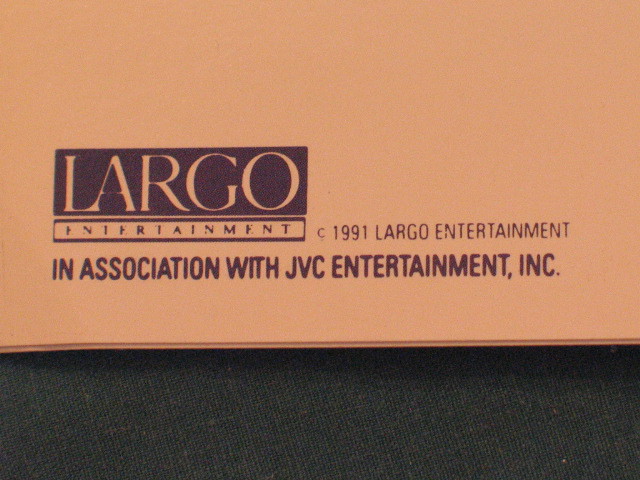 LARGO
ENTERTAINMENT © 1991 LARGO ENTERTAINMENT
IN ASSOCIATION WITH JVC ENTERTAINMENT, INC.